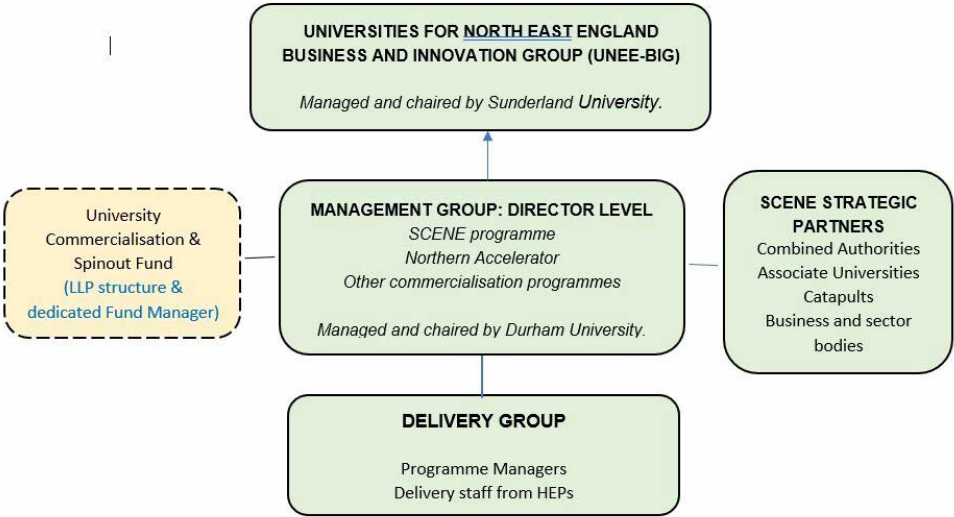 UNIVERSITIES FOR NORTH EAST ENGLAND
BUSINESS AND INNOVATION GROUP (UNEE-BIG)
Managed and chaired by Sunderland University.
University
Commercialisation &
Spinout Fund
(LLP structure &
dedicated Fund Manager)
MANAGEMENT GROUP: DIRECTOR LEVEL
SCENE programme
Northern Accelerator
Other commercialisation programmes
Managed and chaired by Durham University.
SCENE STRATEGIC
PARTNERS
Combined Authorities
Associate Universities
Catapults
Business and sector
bodies
DELIVERY GROUP
Programme Managers
Delivery staff from HEPs